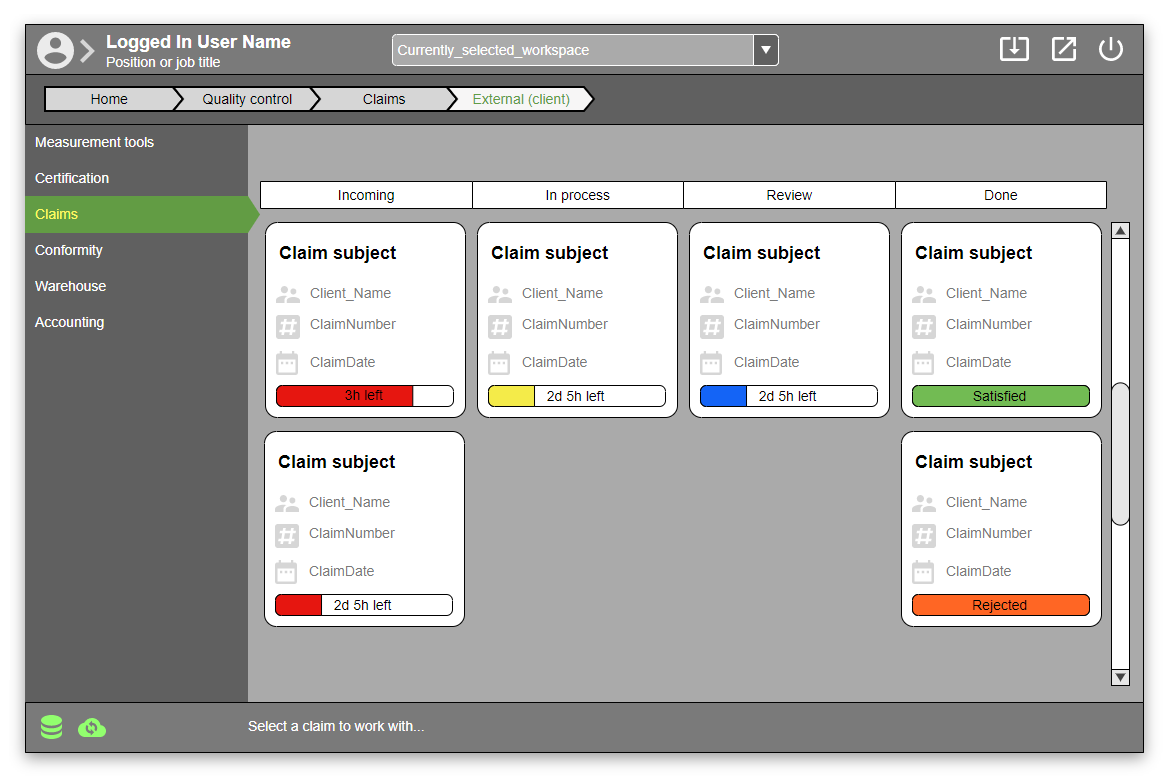 Logged In User Name
Position or job title
Currently_selected_workspace
Home
Quality control
Claims
External (client)
Measurement tools
Certification
Claims
Conformity
Warehouse
Accounting
Incoming
In process
Review
Done
Claim subject
Client_Name
ClaimNumber
ClaimDate
3h left
Claim subject
Client_Name
ClaimNumber
ClaimDate
2d 5h left
Claim subject
Client_Name
ClaimNumber
ClaimDate
2d 5h left
Claim subject
Client_Name
ClaimNumber
ClaimDate
Satisfied
Claim subject
Client_Name
ClaimNumber
ClaimDate
2d 5h left
Claim subject
Client_Name
ClaimNumber
ClaimDate
Rejected
Select a claim to work with...